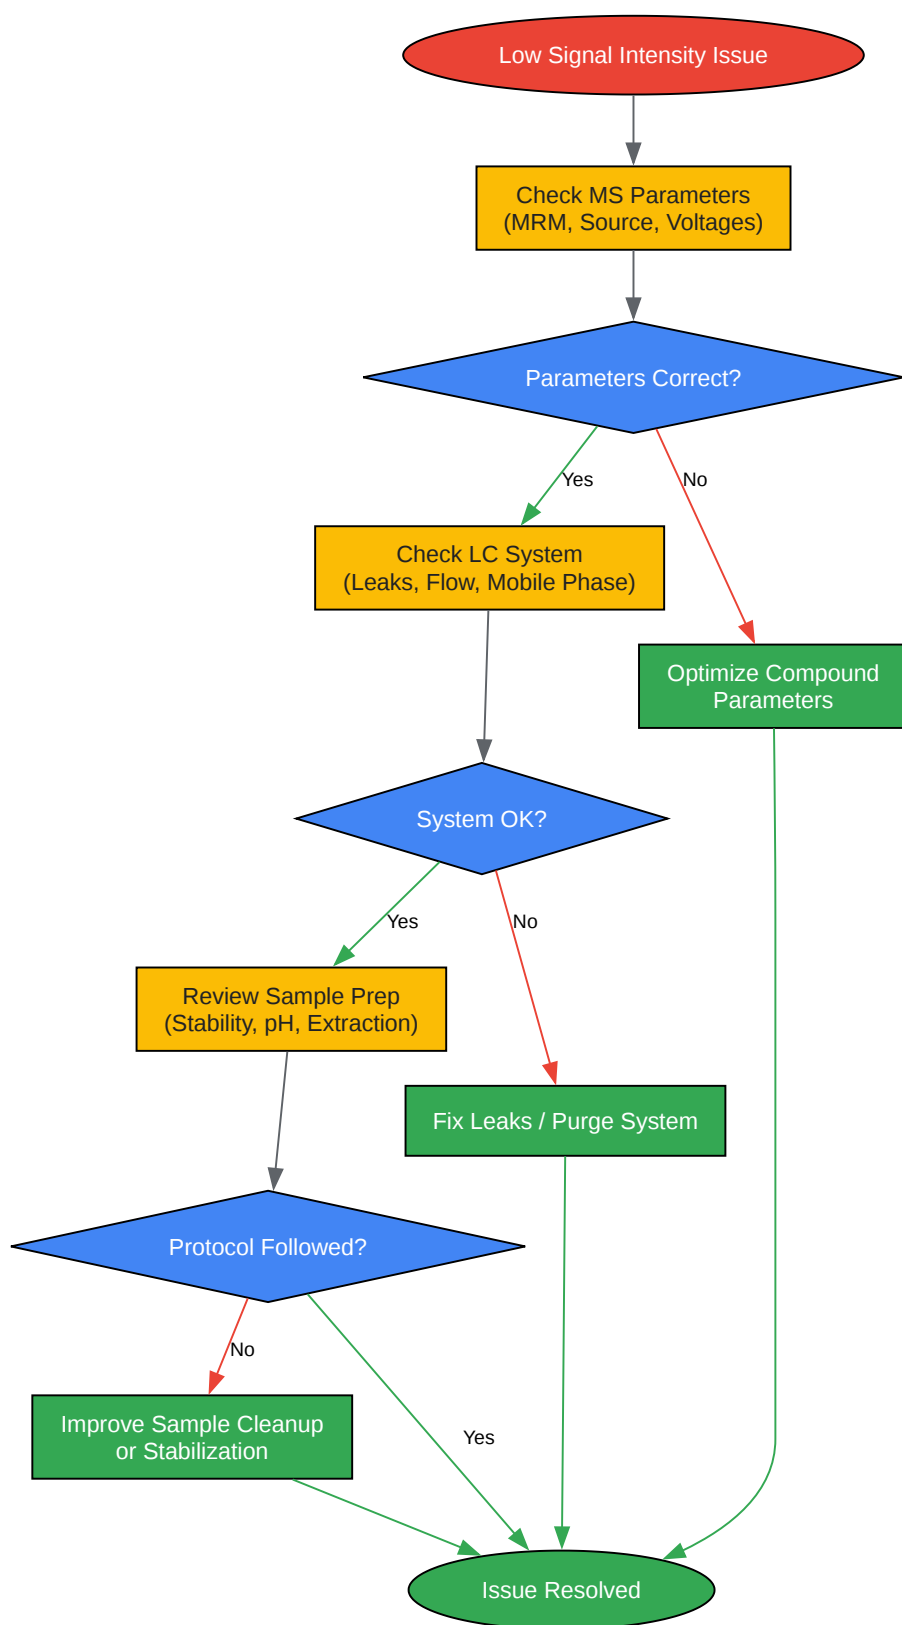 Low Signal Intensity Issue
Check MS Parameters
(MRM, Source, Voltages)
Parameters Correct?
Yes
No
Check LC System
(Leaks, Flow, Mobile Phase)
Optimize Compound
Parameters
System OK?
Yes
No
Review Sample Prep
(Stability, pH, Extraction)
Fix Leaks / Purge System
Protocol Followed?
No
Yes
Improve Sample Cleanup
or Stabilization
Issue Resolved